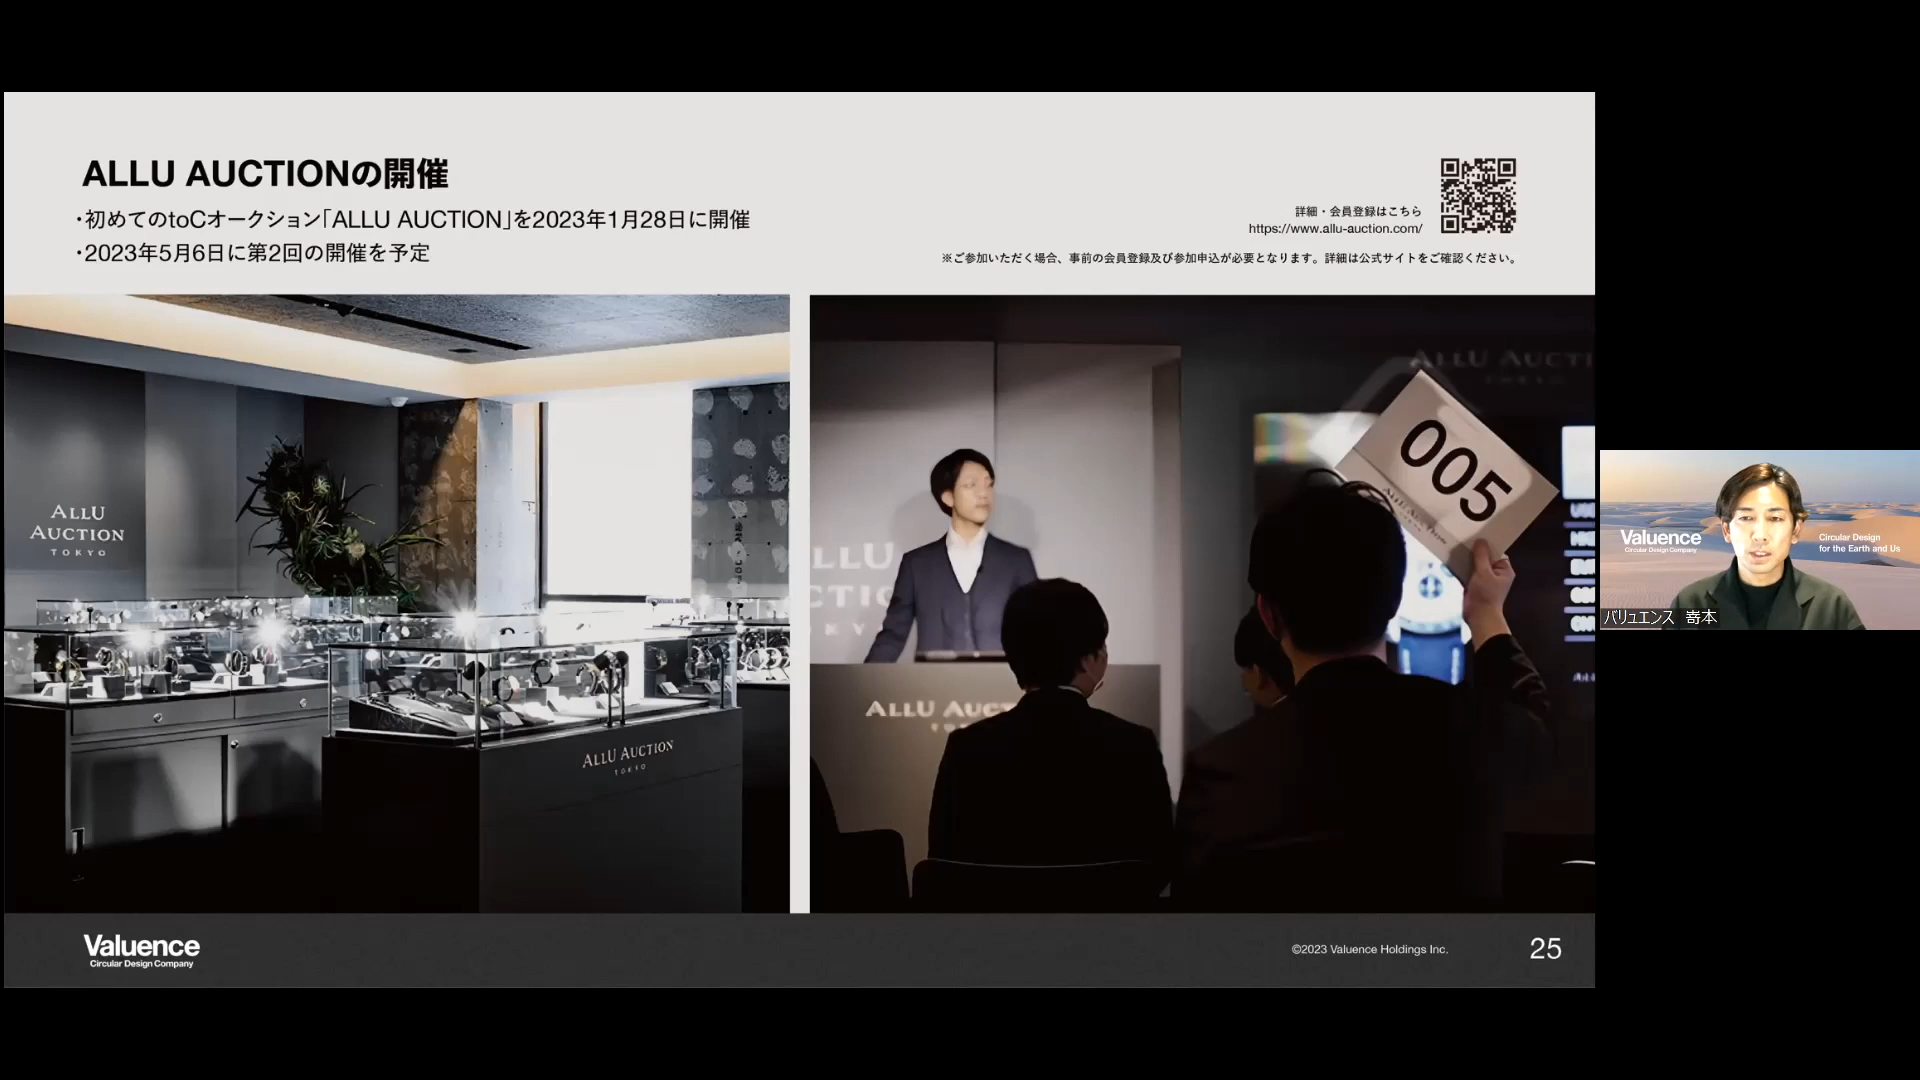 ALLU AUCTIONの開催
・初めてのtoCオークション「ALLU AUCTION」を2023年1月28日に開催
・2023年5月6日に第2回の開催を予定
詳細・会員登録はこちら
https://www.allu-auction.com/
※ご参加いただく場合、事前の会員登録及び参加申込が必要となります。詳細は公式サイトをご確認ください。
ALLU
AUCTION
TOKYO
ALLU AUCTION
TOKYO
ALLU AUCTI
005
ALLU AUCT
Valuence
Circular Design Company
©2023 Valuence Holdings Inc.
25
Valuence
Circular Design Company
Circular Design
for the Earth and Us
バリュエンス 嵜本